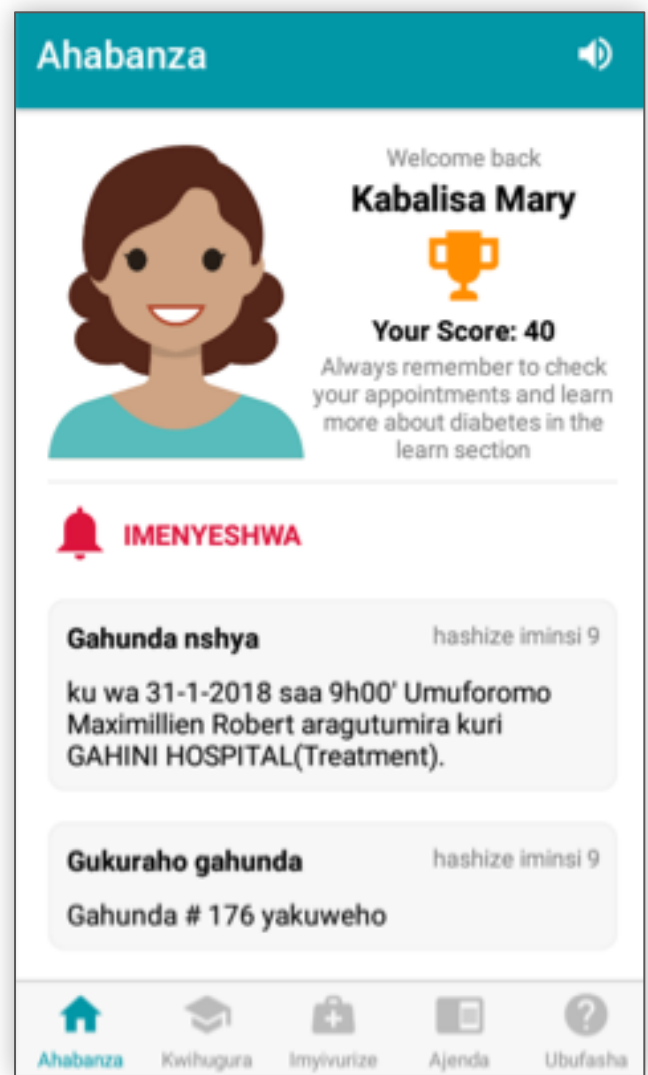 Ahabanza
Welcome back
Kabalisa Mary
Your Score: 40
Always remember to check
your appointments and learn
more about diabetes in the
learn section
IMENYESHWA
Gahunda nshya
hashize iminsi 9
ku wa 31-1-2018 saa 9h00' Umuforomo
Maximillien Robert aragutumira kuri
GAHINI HOSPITAL(Treatment).
Gukuraho gahunda
hashize iminsi 9
Gahunda # 176 yakuweho
Ahabanza
Kwihugura
Imyivurize
Ajenda
Ubufasha